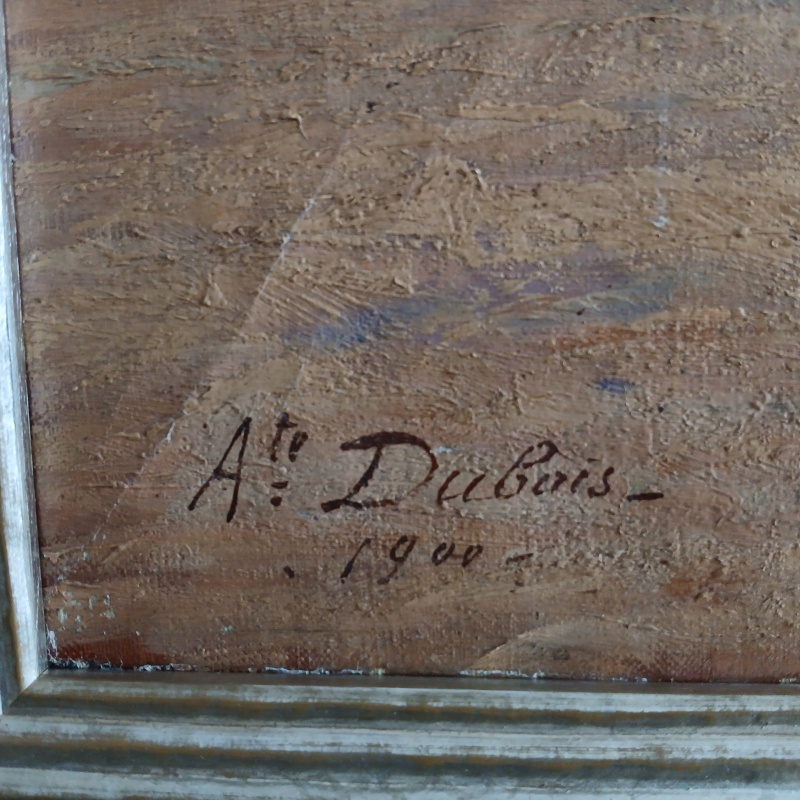 Ate: Dubois -
. 1900 -